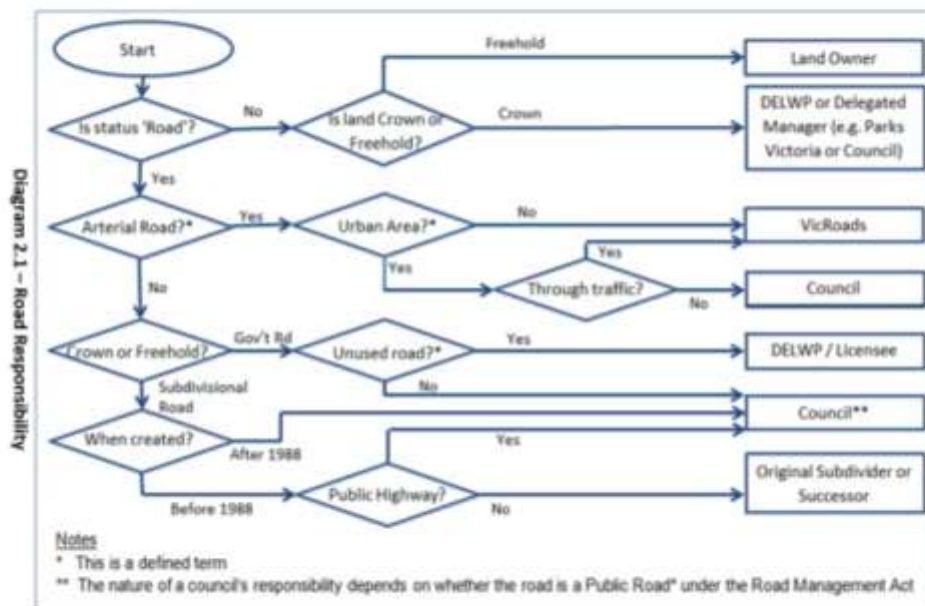 Diagram 2.1 – Road Responsibility
Start
Freehold
Land Owner
Is status 'Road'?
No
Is land Crown or
Freehold?
Crown
DELWP or Delegated
Manager (e.g. Parks
Victoria or Council)
Yes
Arterial Road?*
Yes
Urban Area?*
No
VicRoads
Yes
Yes
Through traffic?
No
Council
No
Crown or Freehold?
Gov't Rd
Unused road?*
Yes
DELWP / Licensee
No
Subdivisional
Road
Council**
When created?
After 1988
Yes
Before 1988
Public Highway?
No
Original Subdivider or
Successor
Notes
* This is a defined term
** The nature of a council's responsibility depends on whether the road is a Public Road* under the Road Management Act